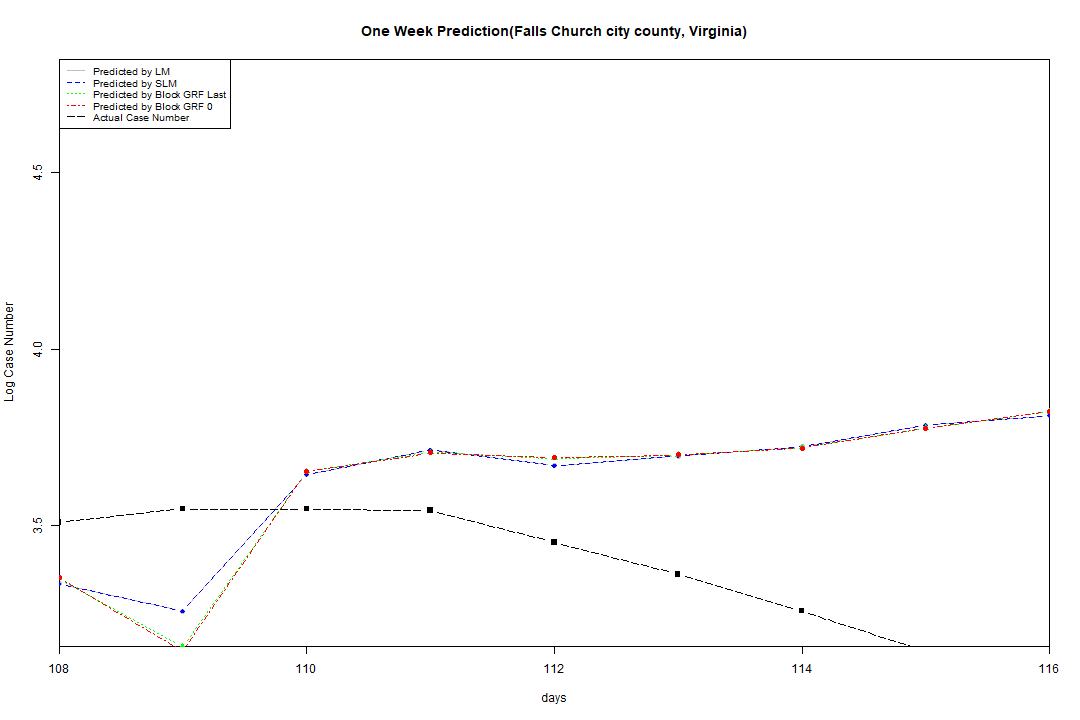 One Week Prediction(Falls Church city county, Virginia)
Predicted by LM
Predicted by SLM
Predicted by Block GRF Last
Predicted by Block GRF 0
Actual Case Number
4.5
4.0
3.5
Log Case Number
108
110
112
114
116
days